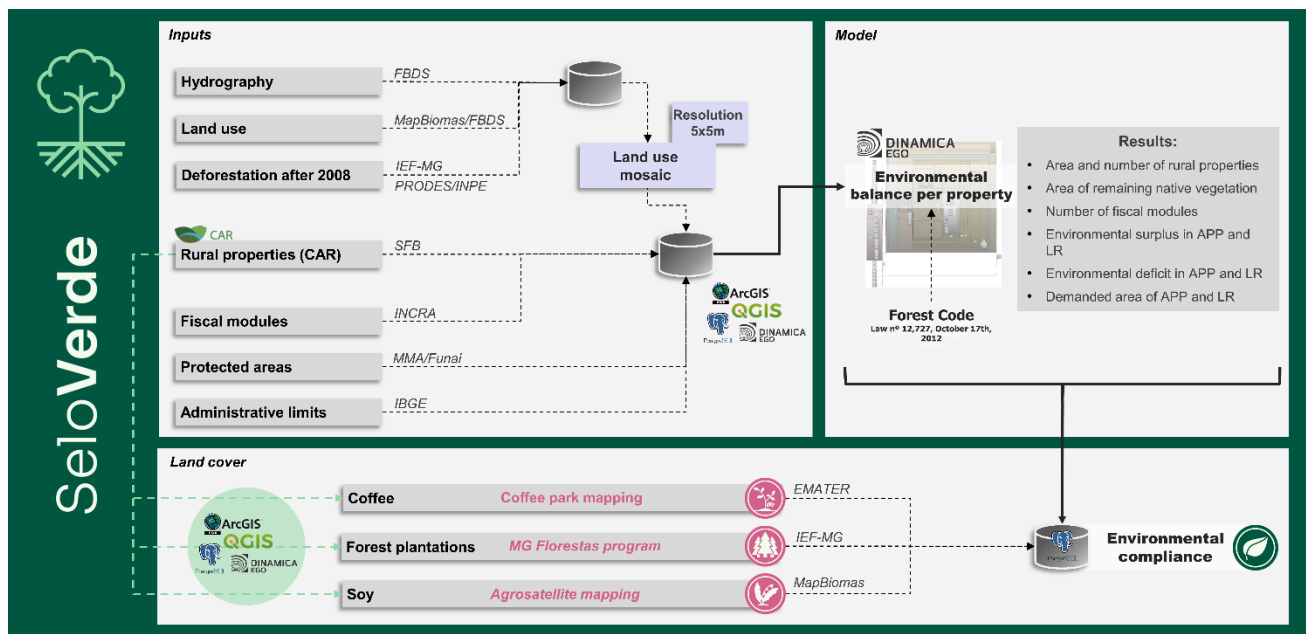 SeloVerde
Inputs
Hydrography
FBDS
Land use
MapBiomas/FBDS
Deforestation after 2008
IEF-MG
PRODES/INPE
CAR
Rural properties (CAR)
SFB
Fiscal modules
INCRA
Protected areas
MMA/Funai
Administrative limits
IBGE
Resolution
5x5m
Land use
mosaic
ArcGIS
QGIS
PostgreSQL
DINAMICA
EGO
Model
DINAMICA
EGO
Environmental
balance per property
Forest Code
Law nº 12,727, October 17th,
2012
Results:
• Area and number of rural properties
• Area of remaining native vegetation
• Number of fiscal modules
• Environmental surplus in APP and
LR
• Environmental deficit in APP and LR
• Demanded area of APP and LR
Land cover
ArcGIS
QGIS
PostgreSQL
DINAMICA
EGO
Coffee
Coffee park mapping
EMATER
Forest plantations
MG Florestas program
IEF-MG
Soy
Agrosatellite mapping
MapBiomas
PostgreSQL
Environmental
compliance